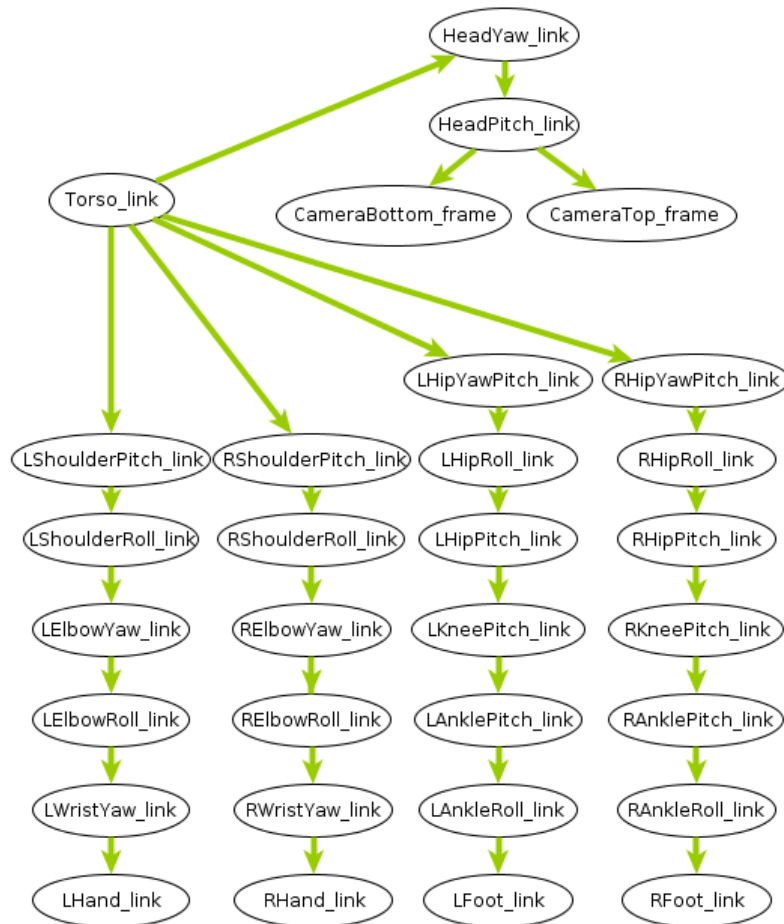 HeadYaw_link
HeadPitch_link
Torso_link
CameraBottom_frame
CameraTop_frame
LHipYawPitch_link
RHipYawPitch_link
LShoulderPitch_link
RShoulderPitch_link
LHipRoll_link
RHipRoll_link
LShoulderRoll_link
RShoulderRoll_link
LHipPitch_link
RHipPitch_link
LElbowYaw_link
RElbowYaw_link
LKneePitch_link
RKneePitch_link
LElbowRoll_link
RElbowRoll_link
LAnklePitch_link
RAnklePitch_link
LWristYaw_link
RWristYaw_link
LAnkleRoll_link
RAnkleRoll_link
LHand_link
RHand_link
LFoot_link
RFoot_link